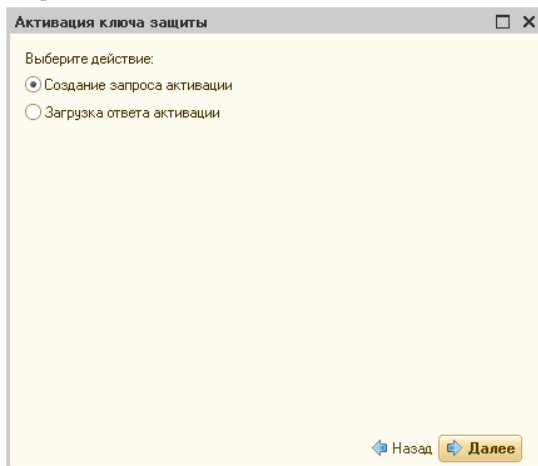 Активация ключа защиты
Выберите действие:
Создание запроса активации
Загрузка ответа активации
Назад Далее